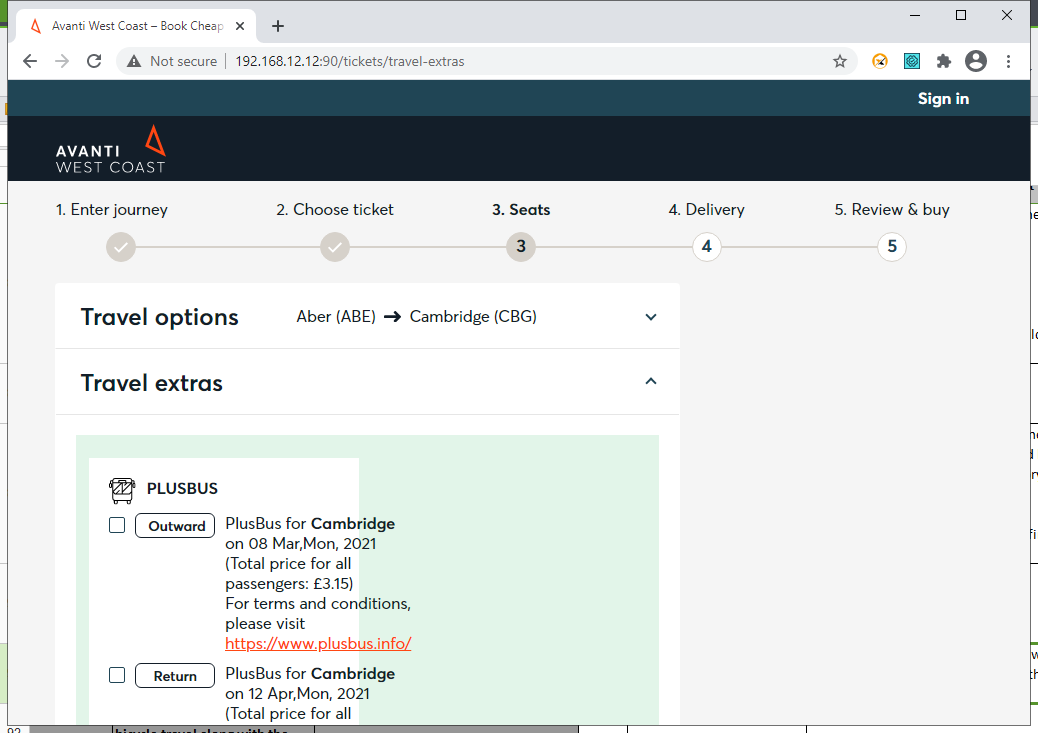 Avanti West Coast – Book Cheap
Not secure
192.168.12.12:90/tickets/travel-extras
Sign in
AVANTI
WEST COAST
1. Enter journey
2. Choose ticket
3. Seats
4. Delivery
5. Review & buy
3
4
5
Travel options
Aber (ABE) → Cambridge (CBG)
Travel extras
PLUSBUS
Outward
PlusBus for Cambridge
on 08 Mar,Mon, 2021
(Total price for all
passengers: £3.15)
For terms and conditions,
please visit
https://www.plusbus.info/
Return
PlusBus for Cambridge
on 12 Apr,Mon, 2021
(Total price for all